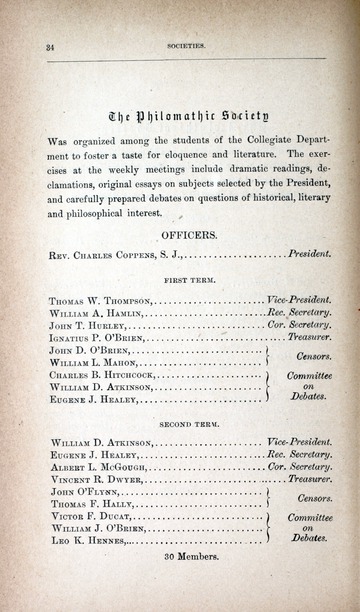 34
SOCIETIES.
The Philomathic Society
Was organized among the students of the Collegiate Depart-
ment to foster a taste for eloquence and literature. The exer-
cises at the weekly meetings include dramatic readings, de-
clamations, original essays on subjects selected by the President,
and carefully prepared debates on questions of historical, literary
and philosophical interest.
OFFICERS.
REV. CHARLES COPPENS, S. J., President.
FIRST TERM.
THOMAS W. THOMPSON, Vice-President.
WILLIAM A. HAMLIN, Rec. Secretary.
JOHN T. HURLEY, Cor. Secretary.
IGNATIUS P. O'BRIEN, Treasurer.
JOHN D. O'BRIEN,
WILLIAM L. MAHON,
Censors.
CHARLES B. HITCHCOCK,
WILLIAM D. ATKINSON,
EUGENE J. HEALEY,
Committee
on
Debates.
SECOND TERM.
WILLIAM D. ATKINSON, Vice-President.
EUGENE J. HEALEY, Rec. Secretary.
ALBERT L. MCGOUGH, Cor. Secretary.
VINCENT R. DWYER, Treasurer.
JOHN O'FLYNN,
THOMAS F. HALLY,
Censors.
VICTOR F. DUCAT,
WILLIAM J. O'BRIEN,
LEO K. HENNES,
Committee
on
Debates.
30 Members.